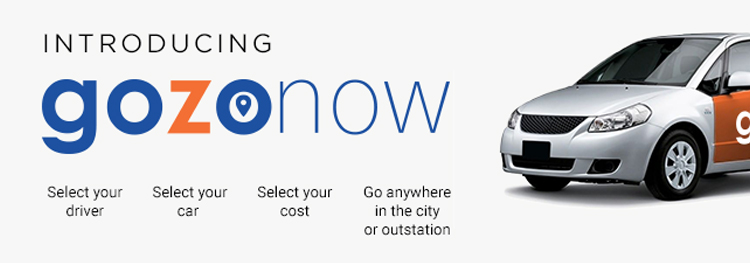 INTRODUCING
gozonow
Select your
driver
Select your
car
Select your
cost
Go anywhere
in the city
or outstation
g